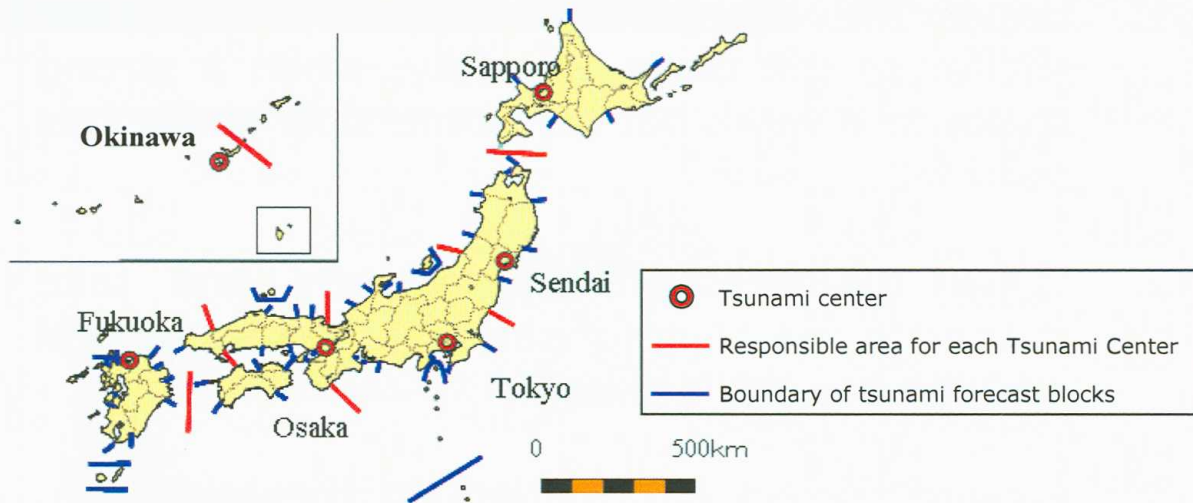 Sapporo
Okinawa
Sendai
Fukuoka
Tokyo
Osaka
Tsunami center
Responsible area for each Tsunami Center
Boundary of tsunami forecast blocks
0 500km